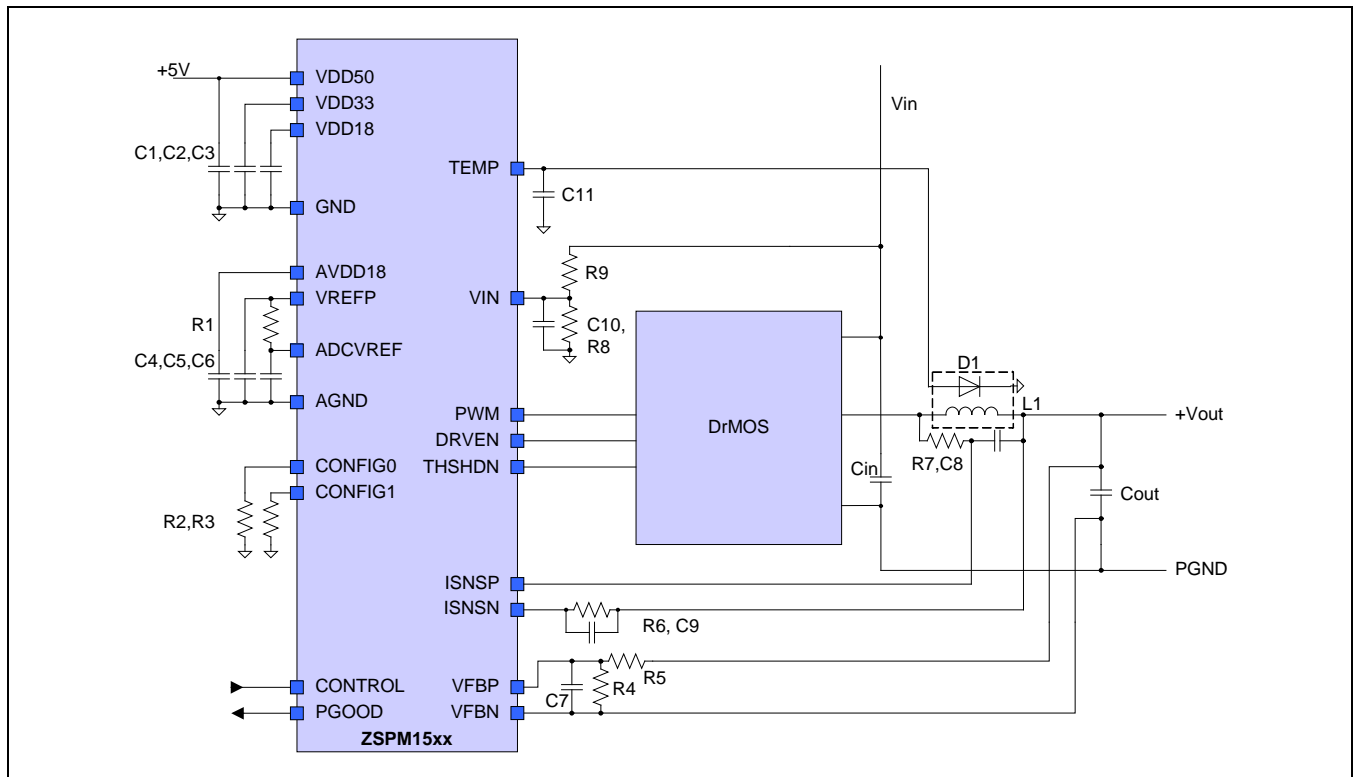 +5V
VDD50
VDD33
VDD18
C1,C2,C3
GND
AVDD18
VREFP
R1
ADCVREF
C4,C5,C6
AGND
CONFIG0
CONFIG1
R2,R3
CONTROL
PGOOD
TEMP
C11
VIN
R9
C10,
R8
PWM
DRVEN
THSHDN
ISNSP
ISNSN
R6, C9
VFBP
VFBN
C7
R4
R5
ZSPM15xx
DrMOS
Vin
Cin
D1
L1
R7,C8
+Vout
Cout
PGND